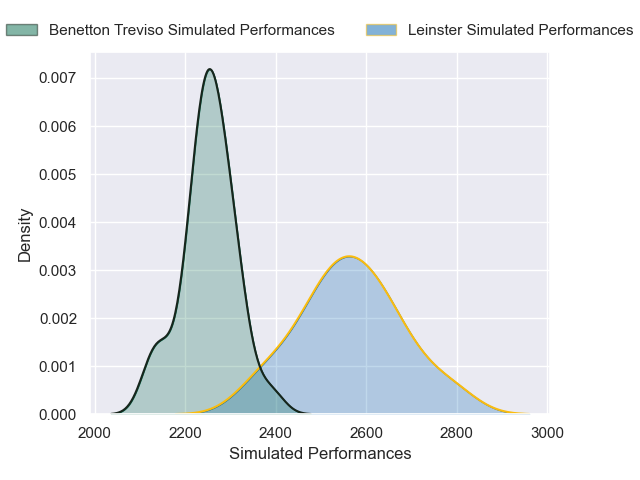 Benetton Treviso Simulated Performances Leinster Simulated Performances
0.007
0.006
0.005
0.004
0.003
0.002
0.001
0.000
Density
2000 2200 2400 2600 2800 3000
Simulated Performances